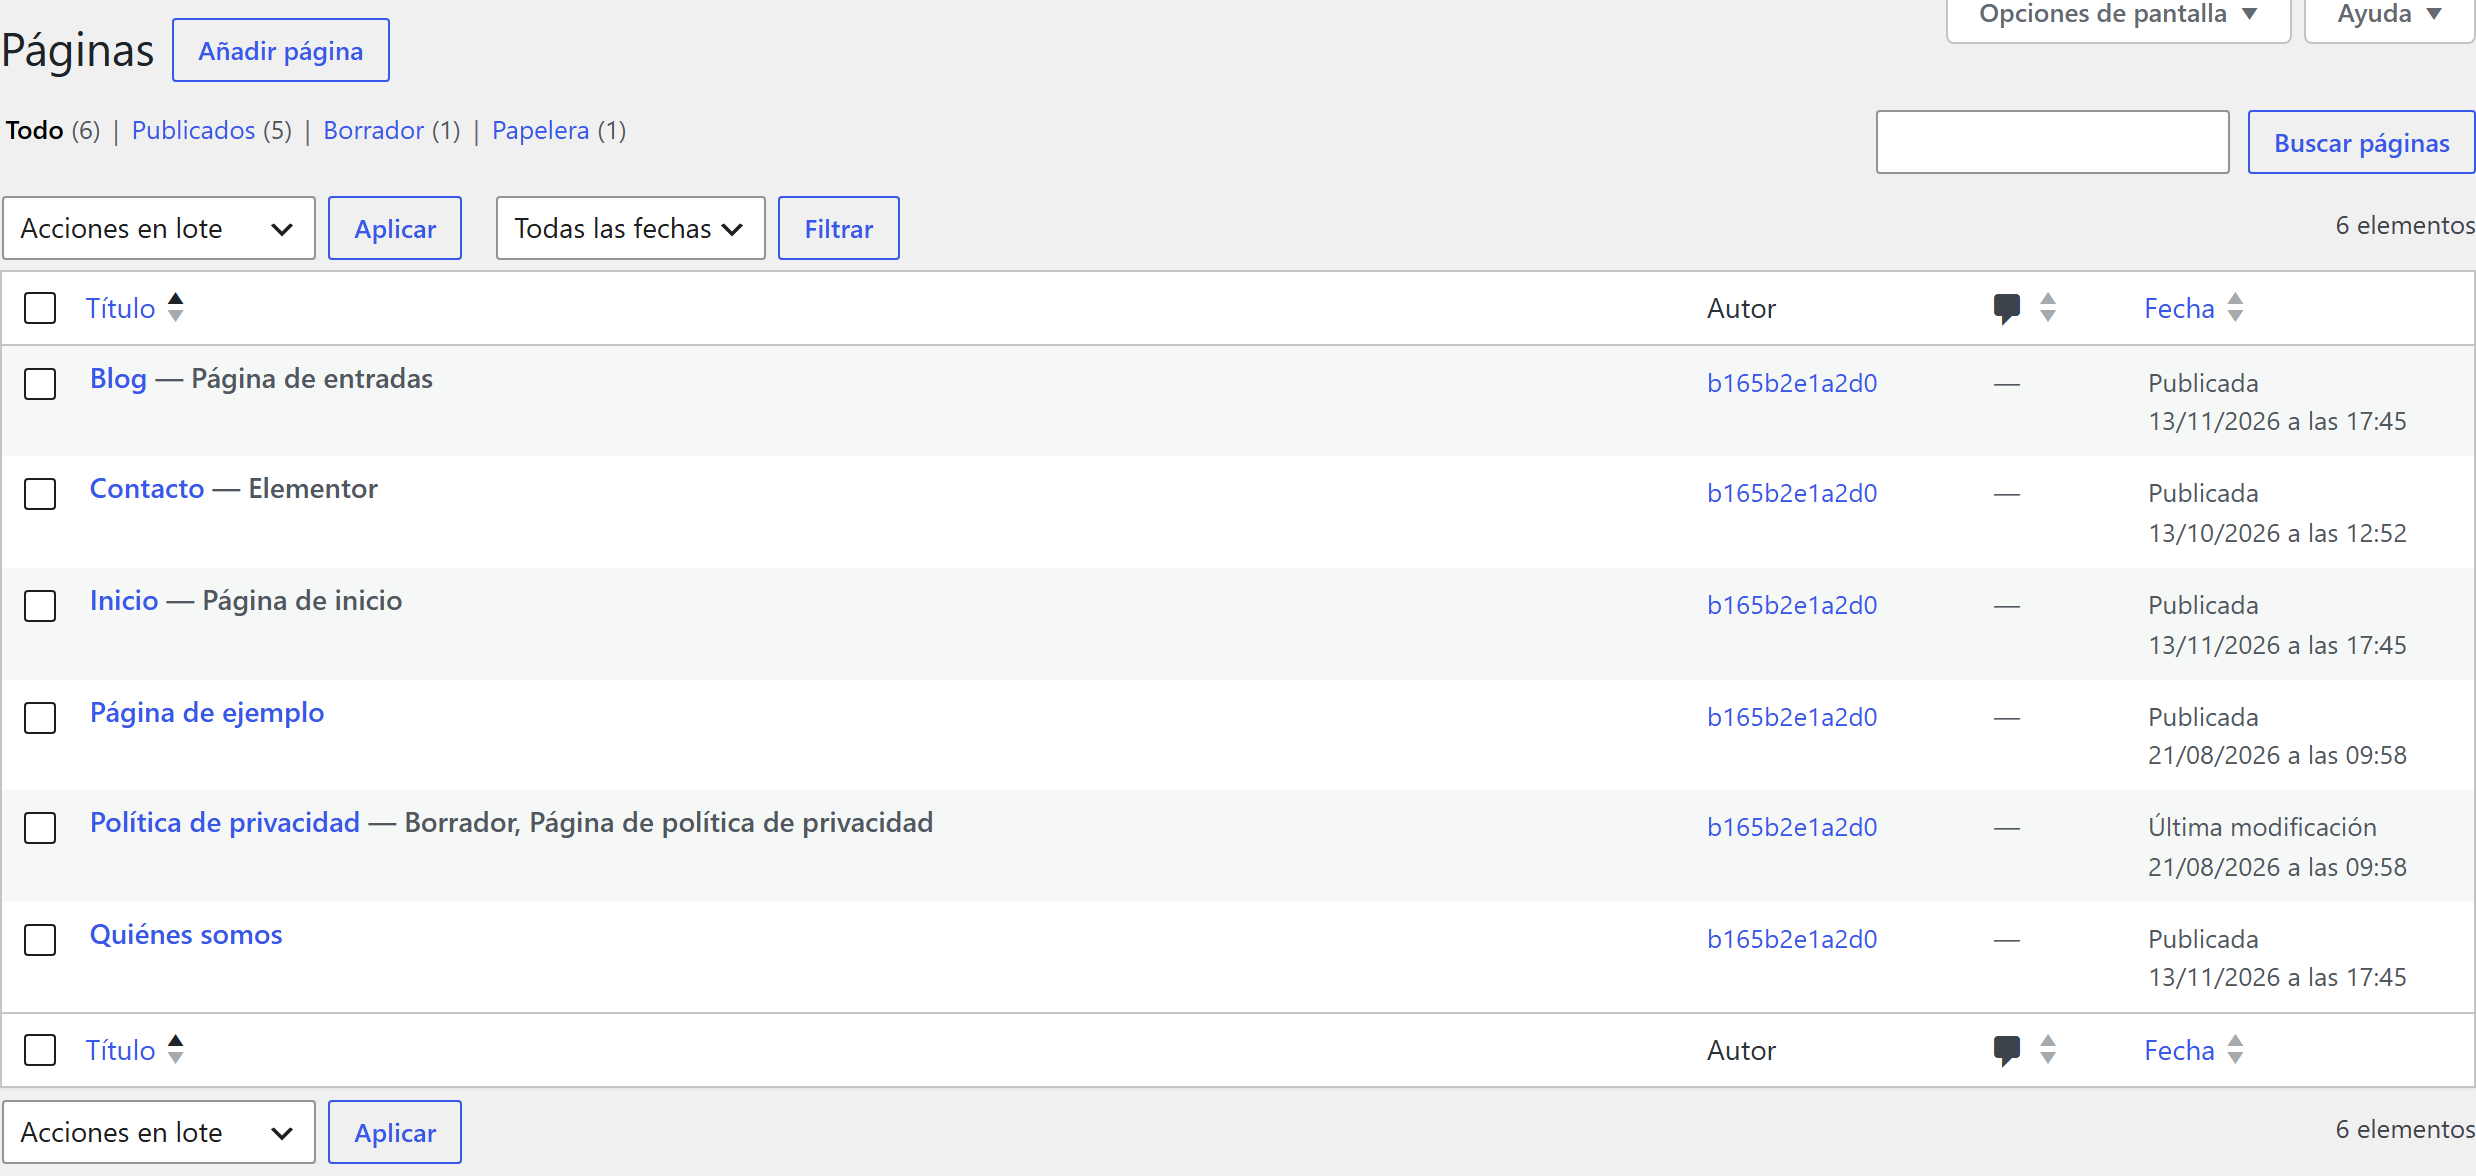 Opciones de pantalla ▼ Ayuda ▼
Páginas Añadir página
Todo (6) | Publicados (5) | Borrador (1) | Papelera (1)
Buscar páginas
Acciones en lote Aplicar Todas las fechas Filtrar 6 elementos
Título Autor Fecha
Blog — Página de entradas b165b2e1a2d0 — Publicada
13/11/2026 a las 17:45
Contacto — Elementor b165b2e1a2d0 — Publicada
13/10/2026 a las 12:52
Inicio — Página de inicio b165b2e1a2d0 — Publicada
13/11/2026 a las 17:45
Página de ejemplo b165b2e1a2d0 — Publicada
21/08/2026 a las 09:58
Política de privacidad — Borrador, Página de política de privacidad b165b2e1a2d0 — Última modificación
21/08/2026 a las 09:58
Quiénes somos b165b2e1a2d0 — Publicada
13/11/2026 a las 17:45
Título Autor Fecha
Acciones en lote Aplicar 6 elementos